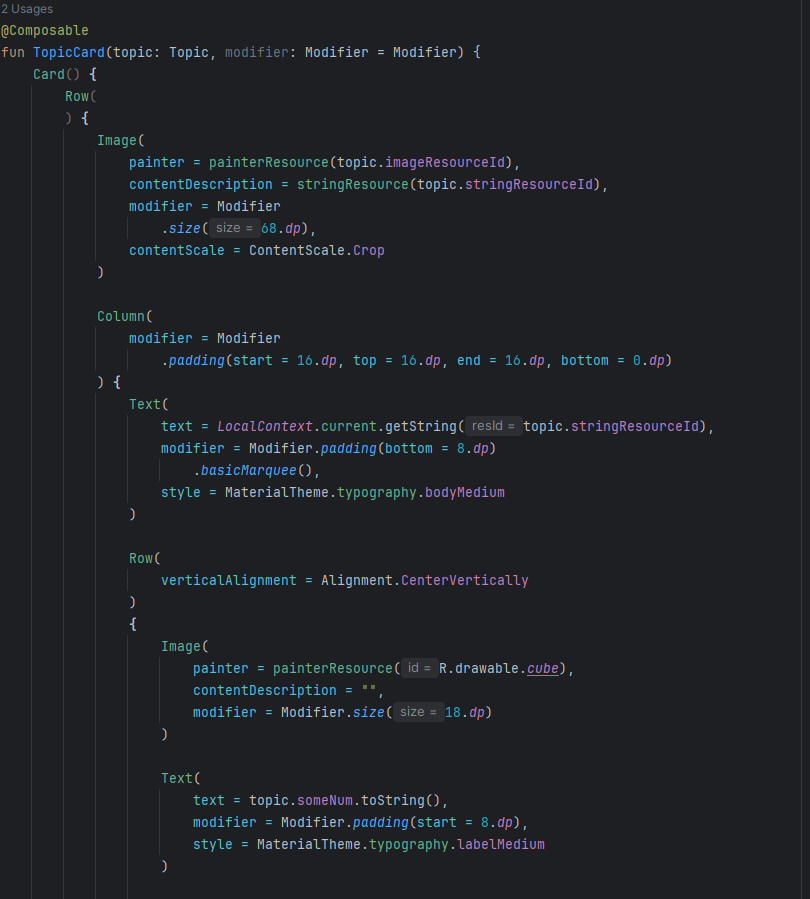 2 Usages
@Composable
fun TopicCard(topic: Topic, modifier: Modifier = Modifier) {
    Card() {
        Row(
        ) {
            Image(
                painter = painterResource(topic.imageResourceId),
                contentDescription = stringResource(topic.stringResourceId),
                modifier = Modifier
                    .size( size = 68.dp),
                contentScale = ContentScale.Crop
            )
            Column(
                modifier = Modifier
                    .padding(start = 16.dp, top = 16.dp, end = 16.dp, bottom = 0.dp)
            ) {
                Text(
                    text = LocalContext.current.getString( resId = topic.stringResourceId),
                    modifier = Modifier.padding(bottom = 8.dp)
                        .basicMarquee(),
                    style = MaterialTheme.typography.bodyMedium
                )
                Row(
                    verticalAlignment = Alignment.CenterVertically
                )
                {
                    Image(
                        painter = painterResource( id = R.drawable.cube),
                        contentDescription = "",
                        modifier = Modifier.size( size = 18.dp)
                    )
                    Text(
                        text = topic.someNum.toString(),
                        modifier = Modifier.padding(start = 8.dp),
                        style = MaterialTheme.typography.labelMedium
                    )